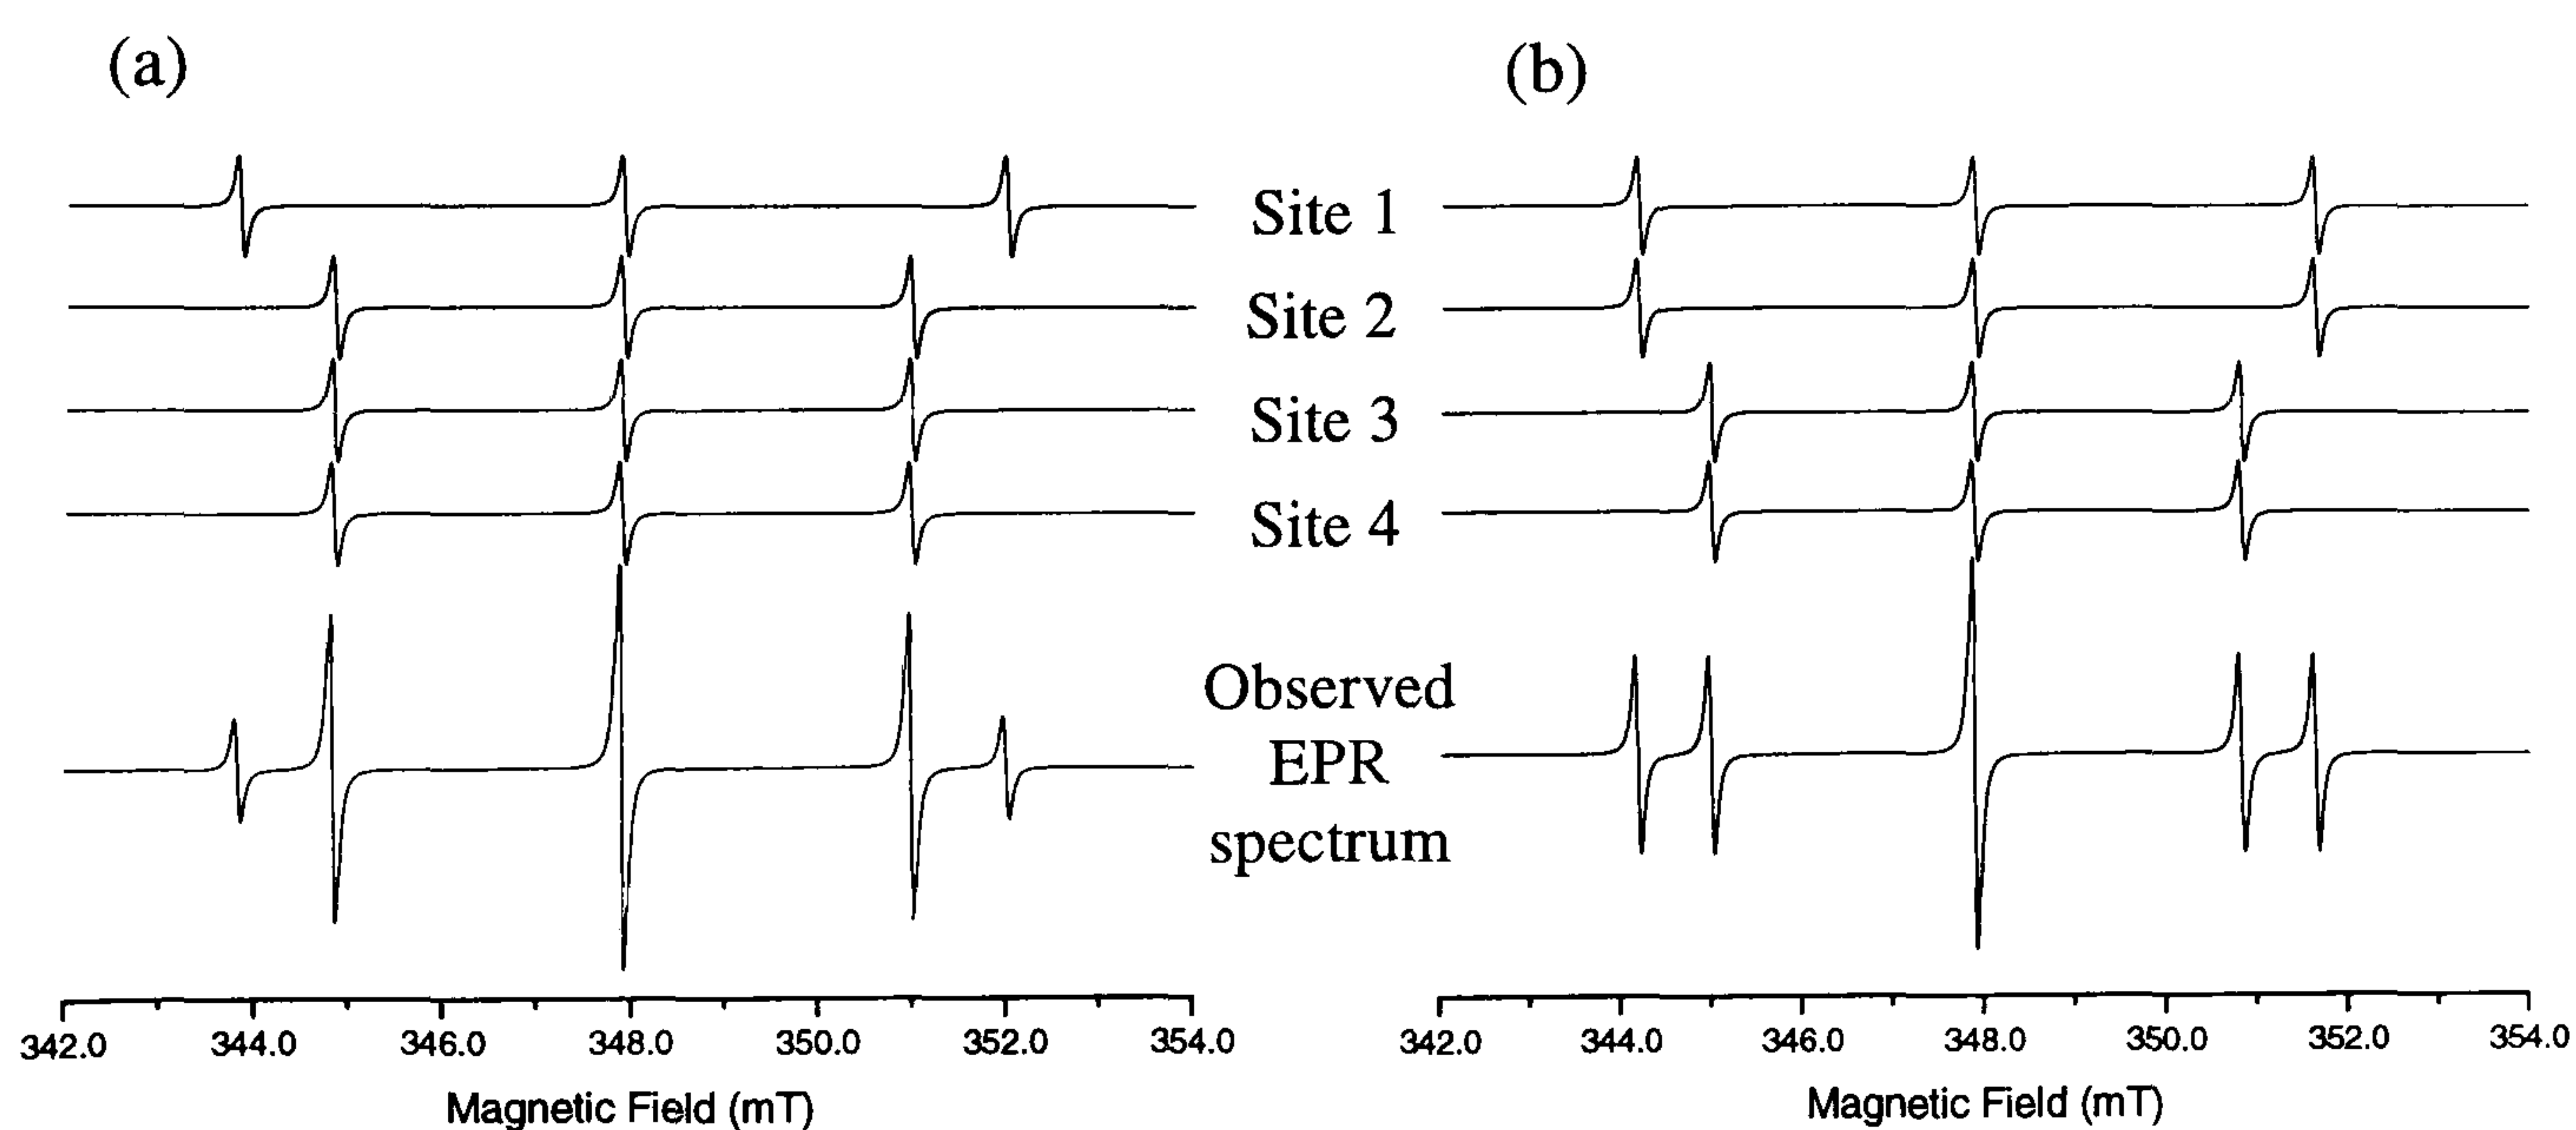 (a)
(b)
Site 1
Site 2
Site 3
Site 4
Observed
EPR
spectrum
342.0 344.0 346.0 348.0 350.0 352.0 354.0
Magnetic Field (mT)
342.0 344.0 346.0 348.0 350.0 352.0 354.0
Magnetic Field (mT)